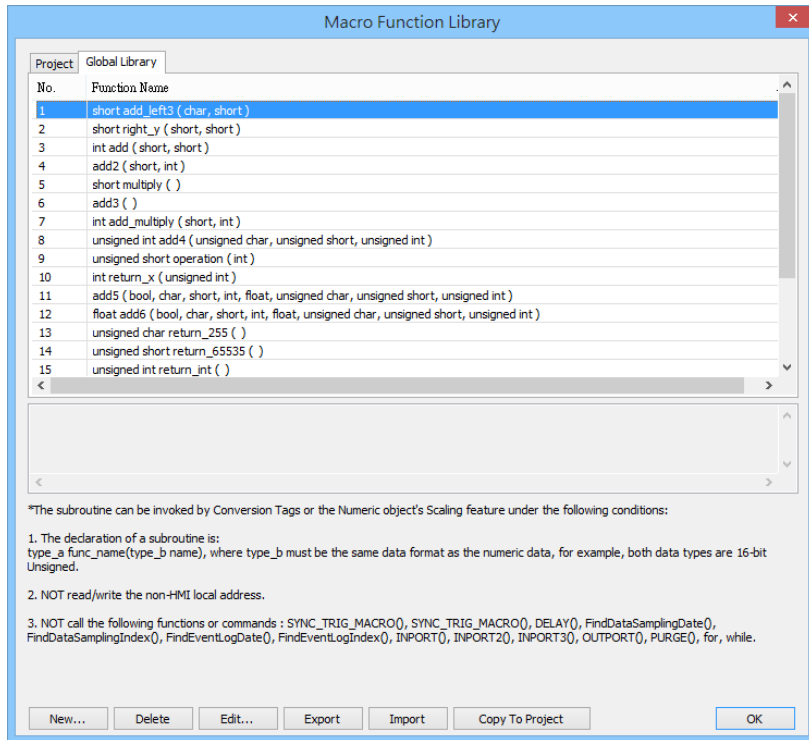 Macro Function Library
Project Global Library
No. Function Name
1 short add_left3 ( char, short )
2 short right_y ( short, short )
3 int add ( short, short )
4 add2 ( short, int )
5 short multiply ( )
6 add3 ( )
7 int add_multiply ( short, int )
8 unsigned int add4 ( unsigned char, unsigned short, unsigned int )
9 unsigned short operation ( int )
10 int return_x ( unsigned int )
11 add5 ( bool, char, short, int, float, unsigned char, unsigned short, unsigned int )
12 float add6 ( bool, char, short, int, float, unsigned char, unsigned short, unsigned int )
13 unsigned char return_255 ( )
14 unsigned short return_65535 ( )
15 unsigned int return_int ( )
*The subroutine can be invoked by Conversion Tags or the Numeric object's Scaling feature under the following conditions:
1. The declaration of a subroutine is:
type_a func_name(type_b name), where type_b must be the same data format as the numeric data, for example, both data types are 16-bit
Unsigned.
2. NOT read/write the non-HMI local address.
3. NOT call the following functions or commands : SYNC_TRIG_MACRO(), SYNC_TRIG_MACRO(), DELAY(), FindDataSamplingDate(),
FindDataSamplingIndex(), FindEventLogDate(), FindEventLogIndex(), INPORT(), INPORT2(), INPORT3(), OUTPORT(), PURGE(), for, while.
New... Delete Edit... Export Import Copy To Project OK